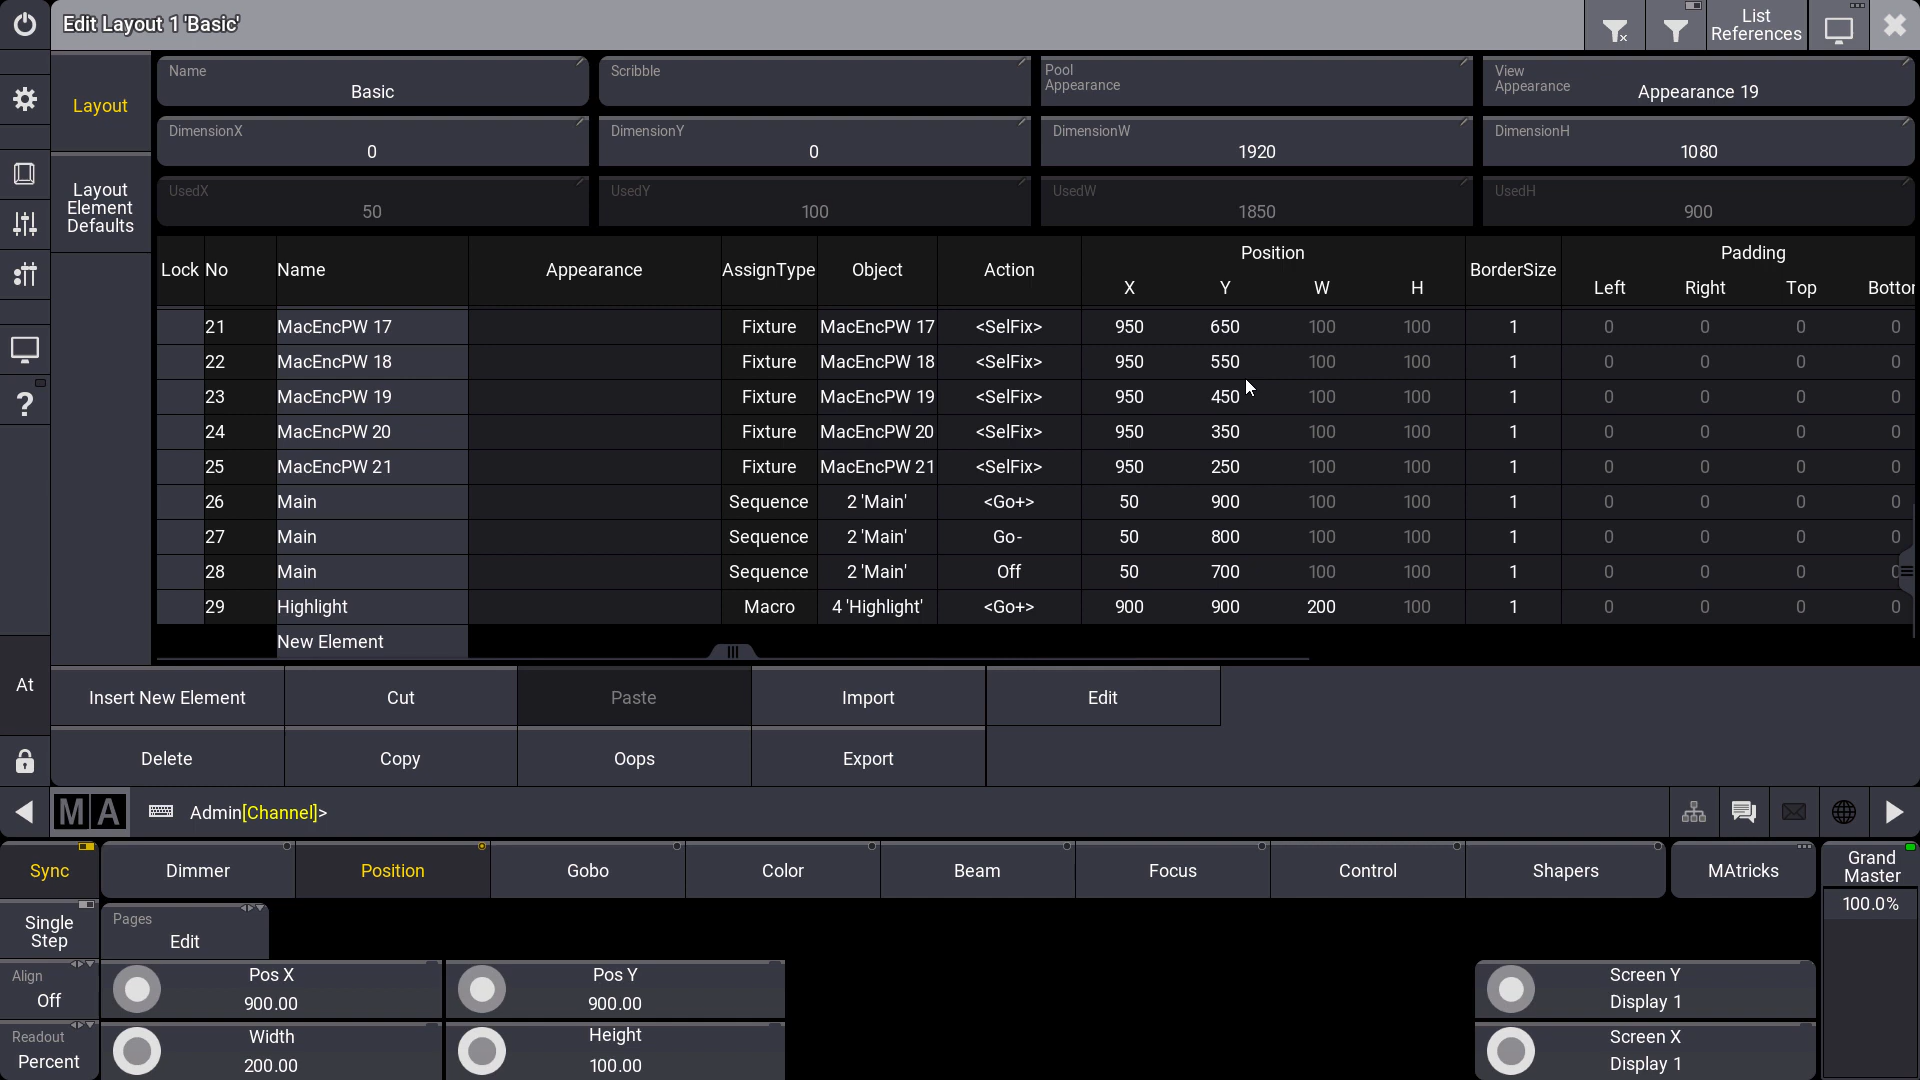 Edit Layout 1 'Basic'
List
References
Layout
Layout
Element
Defaults
Name
Basic
Scribble
Pool
Appearance
View
Appearance
Appearance 19
DimensionX
0
DimensionY
0
DimensionW
1920
DimensionH
1080
UsedX
50
UsedY
100
UsedW
1850
UsedH
900
Lock No Name Appearance AssignType Object Action Position BorderSize Padding
X Y W H Left Right Top Bottor
21 MacEncPW 17 Fixture MacEncPW 17 <SelFix> 950 650 100 100 1 0 0 0 0
22 MacEncPW 18 Fixture MacEncPW 18 <SelFix> 950 550 100 100 1 0 0 0 0
23 MacEncPW 19 Fixture MacEncPW 19 <SelFix> 950 450 100 100 1 0 0 0 0
24 MacEncPW 20 Fixture MacEncPW 20 <SelFix> 950 350 100 100 1 0 0 0 0
25 MacEncPW 21 Fixture MacEncPW 21 <SelFix> 950 250 100 100 1 0 0 0 0
26 Main Sequence 2 'Main' <Go+> 50 900 100 100 1 0 0 0 0
27 Main Sequence 2 'Main' Go- 50 800 100 100 1 0 0 0 0
28 Main Sequence 2 'Main' Off 50 700 100 100 1 0 0 0 0
29 Highlight Macro 4 'Highlight' <Go+> 900 900 200 100 1 0 0 0 0
New Element
Insert New Element Cut Paste Import Edit
Delete Copy Oops Export
At
?
MA
Admin[Channel]>
Sync
Dimmer Position Gobo Color Beam Focus Control Shapers MAtricks
Grand
Master
100.0%
Single
Step
Pages
Edit
Align
Off
Pos X
900.00
Pos Y
900.00
Screen Y
Display 1
Readout
Percent
Width
200.00
Height
100.00
Screen X
Display 1